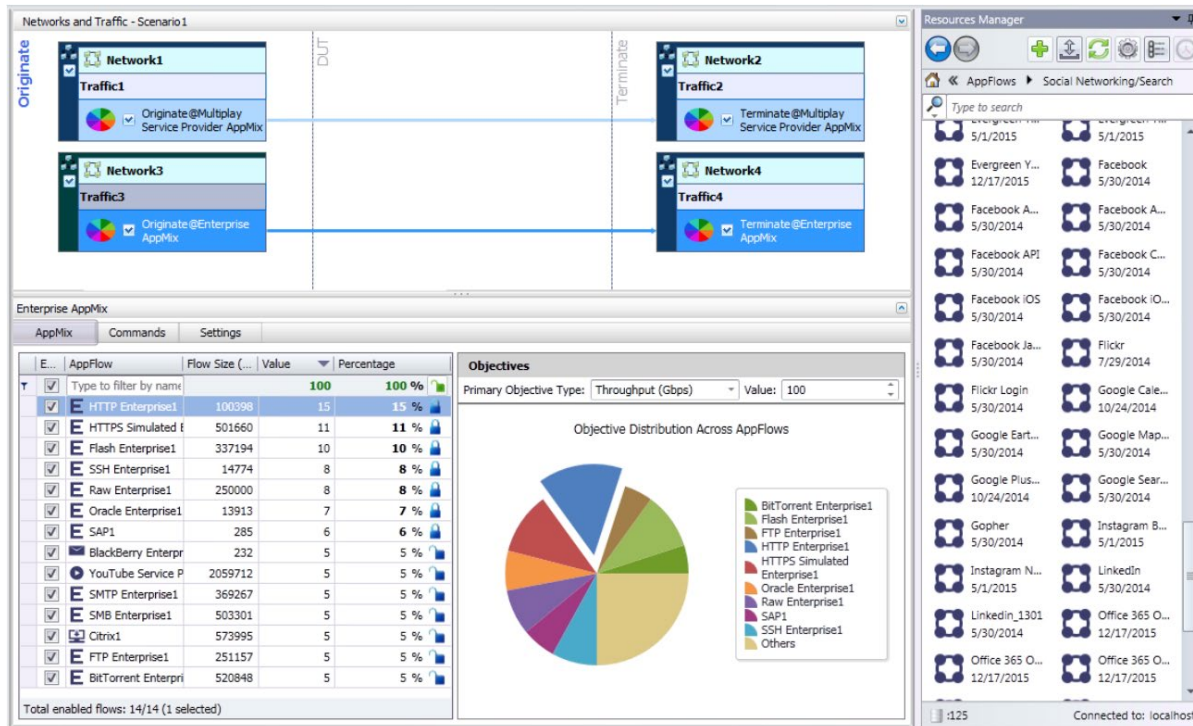 Networks and Traffic - Scenario1
Originate
DUT
Terminate
Network1
Traffic1
Originate@Multiplay
Service Provider AppMix
Network2
Traffic2
Terminate@Multiplay
Service Provider AppMix
Network3
Traffic3
Originate@Enterprise
AppMix
Network4
Traffic4
Terminate@Enterprise
AppMix
Enterprise AppMix
AppMix Commands Settings
E... AppFlow Flow Size (... Value Percentage
Type to filter by name 100 100 %
HTTP Enterprise1 100398 15 15 %
HTTPS Simulated E 501660 11 11 %
Flash Enterprise1 337194 10 10 %
SSH Enterprise1 14774 8 8 %
Raw Enterprise1 250000 8 8 %
Oracle Enterprise1 13913 7 7 %
SAP1 285 6 6 %
BlackBerry Enterpr 232 5 5 %
YouTube Service P 2059712 5 5 %
SMTP Enterprise1 369267 5 5 %
SMB Enterprise1 503301 5 5 %
Citrix1 573995 5 5 %
FTP Enterprise1 251157 5 5 %
BitTorrent Enterpri 520848 5 5 %
Total enabled flows: 14/14 (1 selected)
Objectives
Primary Objective Type: Throughput (Gbps) Value: 100
Objective Distribution Across AppFlows
BitTorrent Enterprise1
Flash Enterprise1
FTP Enterprise1
HTTP Enterprise1
HTTPS Simulated
Enterprise1
Oracle Enterprise1
Raw Enterprise1
SAP1
SSH Enterprise1
Others
Resources Manager
AppFlows Social Networking/Search
Type to search
5/1/2015 5/1/2015
Evergreen Y... Facebook
12/17/2015 5/30/2014
Facebook A... Facebook A...
5/30/2014 5/30/2014
Facebook API Facebook C...
5/30/2014 5/30/2014
Facebook iOS Facebook iO...
5/30/2014 5/30/2014
Facebook Ja... Flickr
5/30/2014 7/29/2014
Flickr Login Google Cale...
5/30/2014 10/24/2014
Google Eart... Google Map...
5/30/2014 5/30/2014
Google Plus... Google Sear...
10/24/2014 5/30/2014
Gopher Instagram B...
5/30/2014 5/1/2015
Instagram N... LinkedIn
5/1/2015 5/30/2014
Linkedin_1301 Office 365 O...
5/30/2014 12/17/2015
Office 365 O... Office 365 O...
12/17/2015 12/17/2015
:125 Connected to: localhost